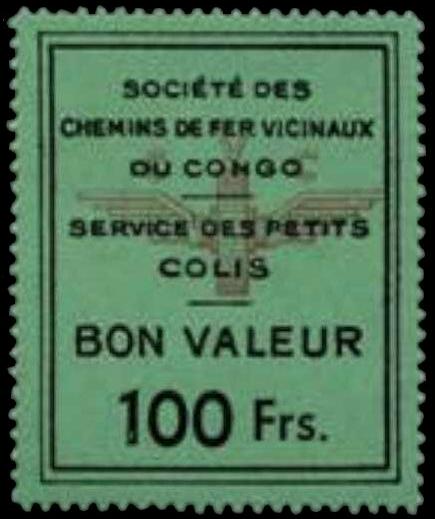 SOCIÉTÉ DES
CHEMINS DE FER VICINAUX
DU CONGO
SERVICE DES PETITS
COLIS
BON VALEUR
100 Frs.